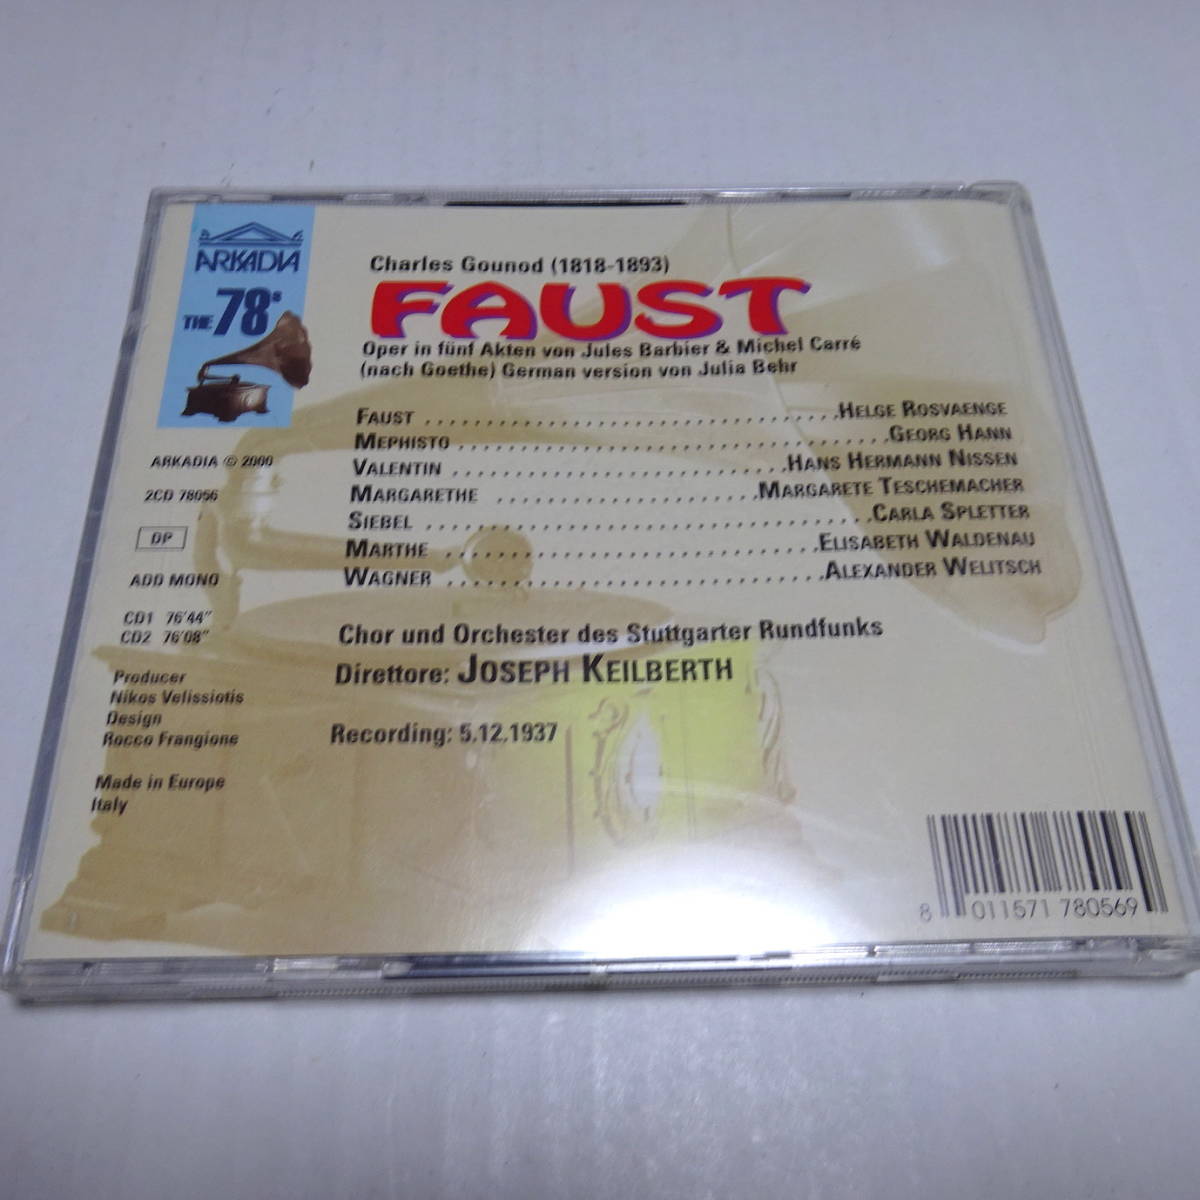 ARKADIA
THE 78s
ARKADIA © 2000
2CD 78056
DP
ADD MONO
CD1 76'44"
CD2 76'08"
Producer
Nikos Velissiotis
Design
Rocco Frangione
Made in Europe
Italy
Charles Gounod (1818-1893)
FAUST
Oper in fünf Akten von Jules Barbier & Michel Carré
(nach Goethe) German version von Julia Behr
FAUST ........................................ HELGE ROSVAENGE
MEPHISTO ........................................ GEORG HANN
VALENTIN ........................................ HANS HERMANN NISSEN
MARGARETHE ........................................ MARGARETE TESCHEMACHER
SIEBEL ........................................ CARLA SPLETTER
MARTHE ........................................ ELISABETH WALDENAU
WAGNER ........................................ ALEXANDER WELITSCH
Chor und Orchester des Stuttgarter Rundfunks
Direttore: JOSEPH KEILBERTH
Recording: 5.12.1937
8 011571 780569